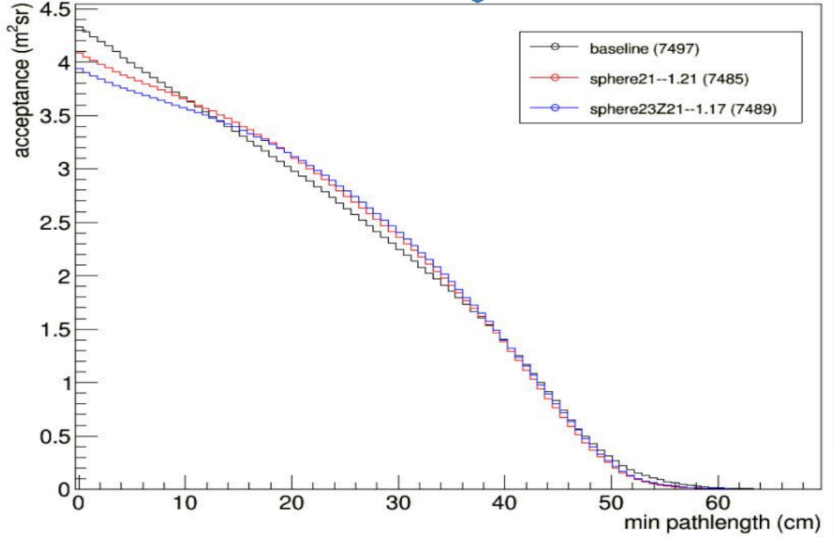 4.5
4
3.5
3
2.5
2
1.5
1
0.5
0
acceptance (m²sr)
baseline (7497)
sphere21--1.21 (7485)
sphere23Z21--1.17 (7489)
0 10 20 30 40 50 60
min pathlength (cm)